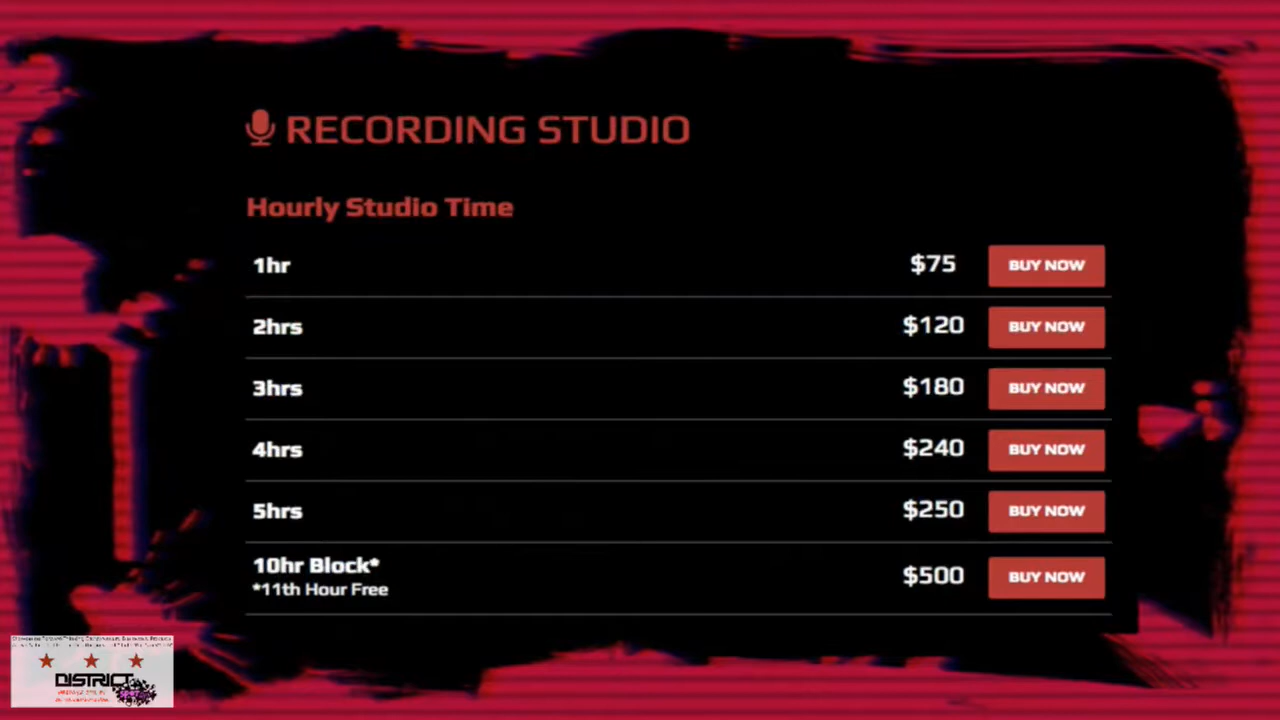 RECORDING STUDIO
Hourly Studio Time
1hr $75 BUY NOW
2hrs $120 BUY NOW
3hrs $180 BUY NOW
4hrs $240 BUY NOW
5hrs $250 BUY NOW
10hr Block* $500 BUY NOW
*11th Hour Free
DISTRICT